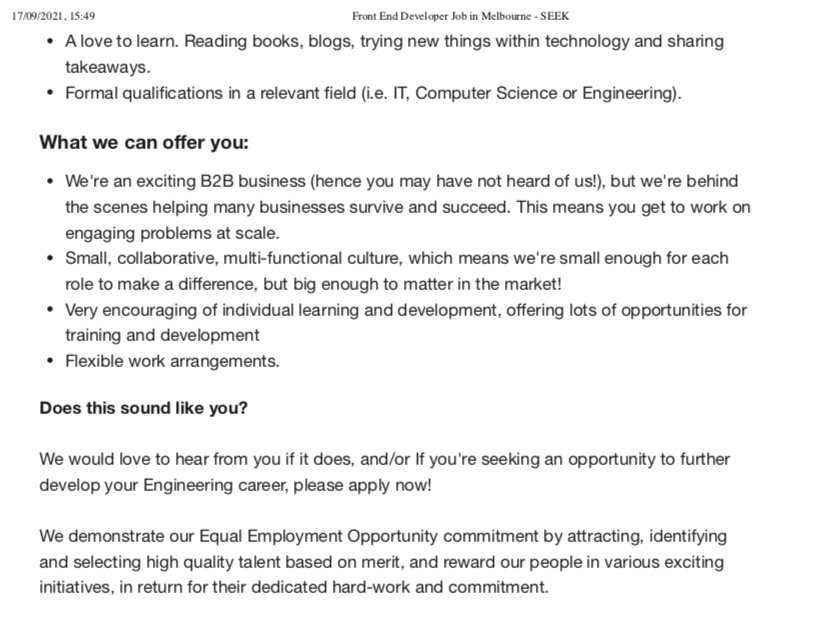 17/09/2021, 15:49 Front End Developer Job in Melbourne - SEEK
• A love to learn. Reading books, blogs, trying new things within technology and sharing
takeaways.
• Formal qualifications in a relevant field (i.e. IT, Computer Science or Engineering).
What we can offer you:
• We're an exciting B2B business (hence you may have not heard of us!), but we're behind
the scenes helping many businesses survive and succeed. This means you get to work on
engaging problems at scale.
• Small, collaborative, multi-functional culture, which means we're small enough for each
role to make a difference, but big enough to matter in the market!
• Very encouraging of individual learning and development, offering lots of opportunities for
training and development
• Flexible work arrangements.
Does this sound like you?
We would love to hear from you if it does, and/or If you're seeking an opportunity to further
develop your Engineering career, please apply now!
We demonstrate our Equal Employment Opportunity commitment by attracting, identifying
and selecting high quality talent based on merit, and reward our people in various exciting
initiatives, in return for their dedicated hard-work and commitment.